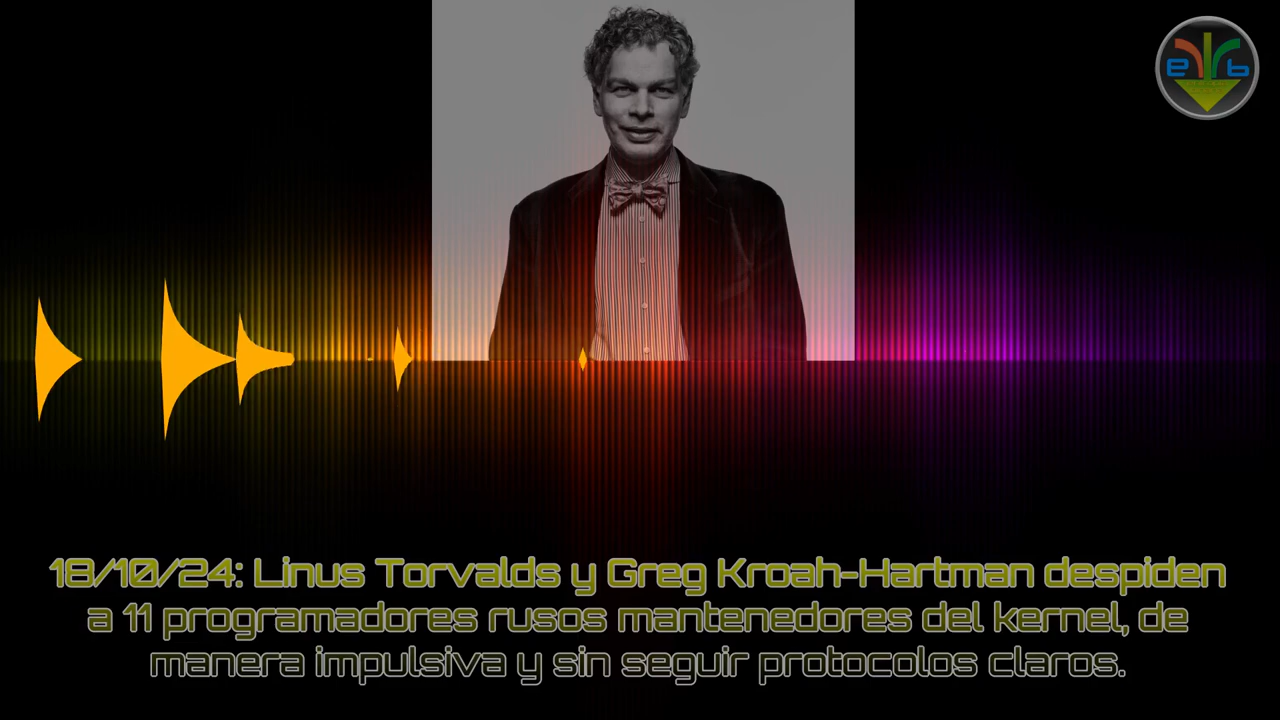 e b
18/10/24: Linus Torvalds y Greg Kroah-Hartman despiden
a 11 programadores rusos mantenedores del kernel, de
manera impulsiva y sin seguir protocolos claros.